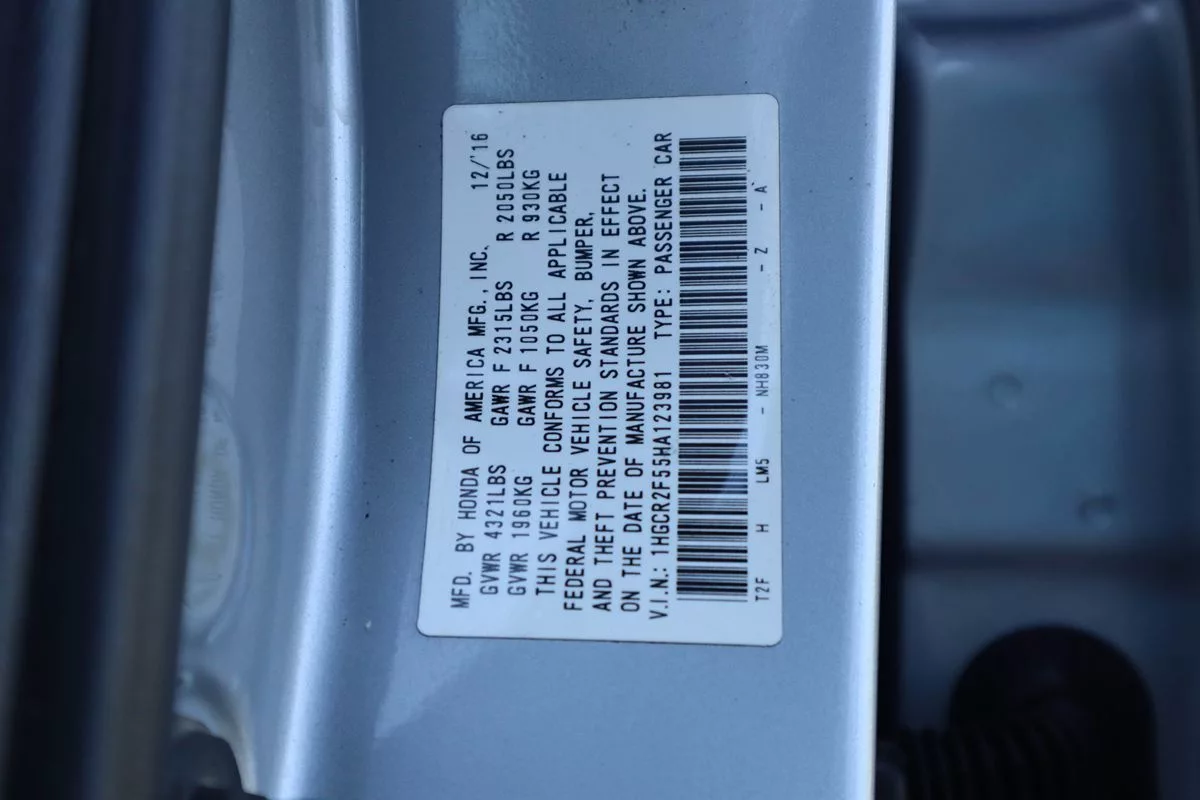 MFD. BY HONDA OF AMERICA MFG., INC. 12/'16
GVWR 4321LBS GAWR F 2315LBS R 2050LBS
GVWR 1960KG GAWR F 1050KG R 930KG
THIS VEHICLE CONFORMS TO ALL APPLICABLE
FEDERAL MOTOR VEHICLE SAFETY, BUMPER,
AND THEFT PREVENTION STANDARDS IN EFFECT
ON THE DATE OF MANUFACTURE SHOWN ABOVE.
V.I.N.: 1HGCR2F55HA123981 TYPE: PASSENGER CAR
T2F H LM5 - NH830M - Z - A